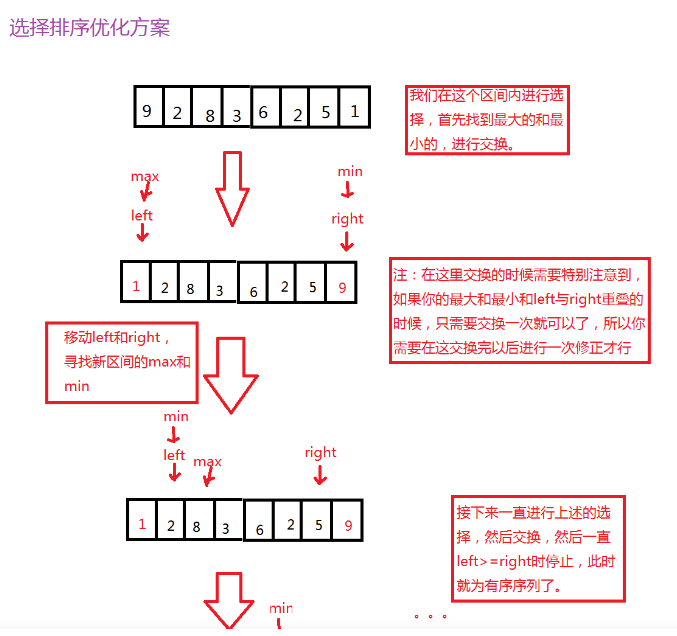 选择排序优化方案
9 2 8 3 6 2 5 1
我们在这个区间内进行选
择，首先找到最大的和最
小的，进行交换。
max min
left right
1 2 8 3 6 2 5 9
注：在这里交换的时候需要特别注意到，
如果你的最大和最小和left与right重叠的
时候，只需要交换一次就可以了，所以你
需要在这交换完以后进行一次修正才行
移动left和right，
寻找新区间的max和
min
min
left max right
1 2 8 3 6 2 5 9
接下来一直进行上述的选
择，然后交换，然后一直
left>=right时停止，此时
就为有序序列了。
min
。。。